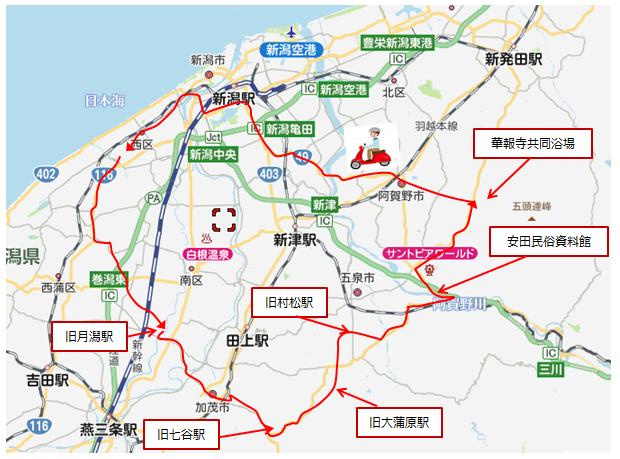 豊栄新潟東港
IC
新潟空港
新潟市
新発田駅
新潟空港
IC
北区
日本海
新潟駅
IC
新潟亀田
羽越本線
西区
Jct
新潟中央
49
華報寺共同浴場
402
116
403
PA
新津
IC
阿賀野市
五頭連峰
潟県
白根温泉
新津駅
サントピアワールド
安田民俗資料館
巻潟東
IC
南区
五泉市
西蒲区
旧村松駅
阿賀野川
旧月潟駅
新幹線
田上駅
IC
三川
吉田駅
加茂市
旧大蒲原駅
116
燕三条駅
旧七谷駅